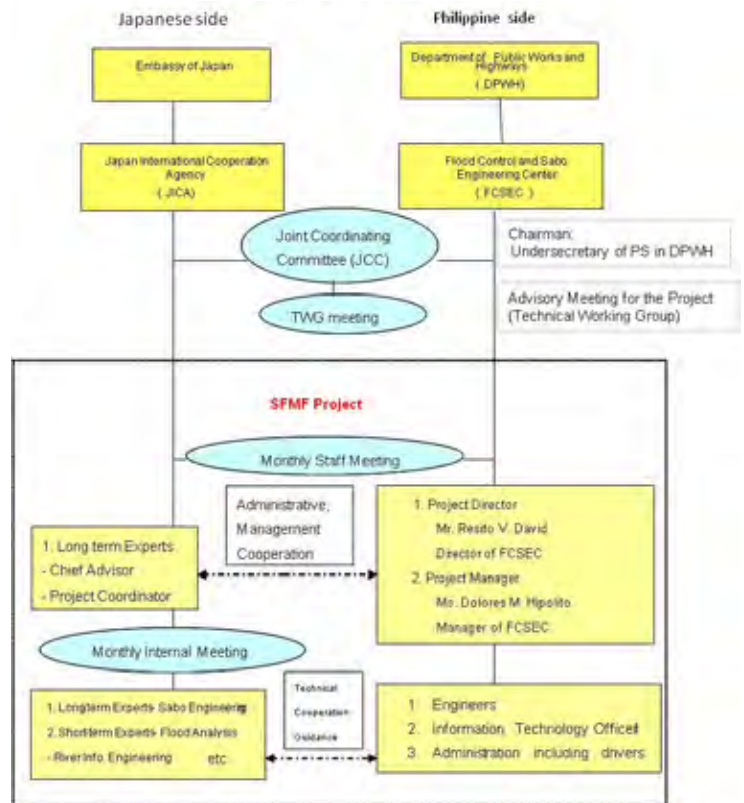 Japanese side
Philippine side
Embassy of Japan
Department of Public Works and
Highways
( DPWH)
Japan International Cooperation
Agency
( JICA)
Flood Control and Sabo
Engineering Center
( FCSEC )
Joint Coordinating
Committee (JCC)
Chairman:
Undersecretary of PS in DPWH
TWG meeting
Advisory Meeting for the Project
(Technical Working Group)
SFMF Project
Monthly Staff Meeting
Administrative,
Management
Cooperation
1. Long term Experts
- Chief Advisor
- Project Coordinator
1. Project Director
Mr. Resito V. David
Director of FCSEC
2. Project Manager
Ms. Dolores M. Hipolito
Manager of FCSEC
Monthly Internal Meeting
1. Longterm Experts- Sabo Engineering
2. Short-term Experts- Flood Analysis
- River Info. Engineering etc
Technical
Cooperation
Guidance
1 Engineers
2. Information Technology Officer
3. Administration including drivers